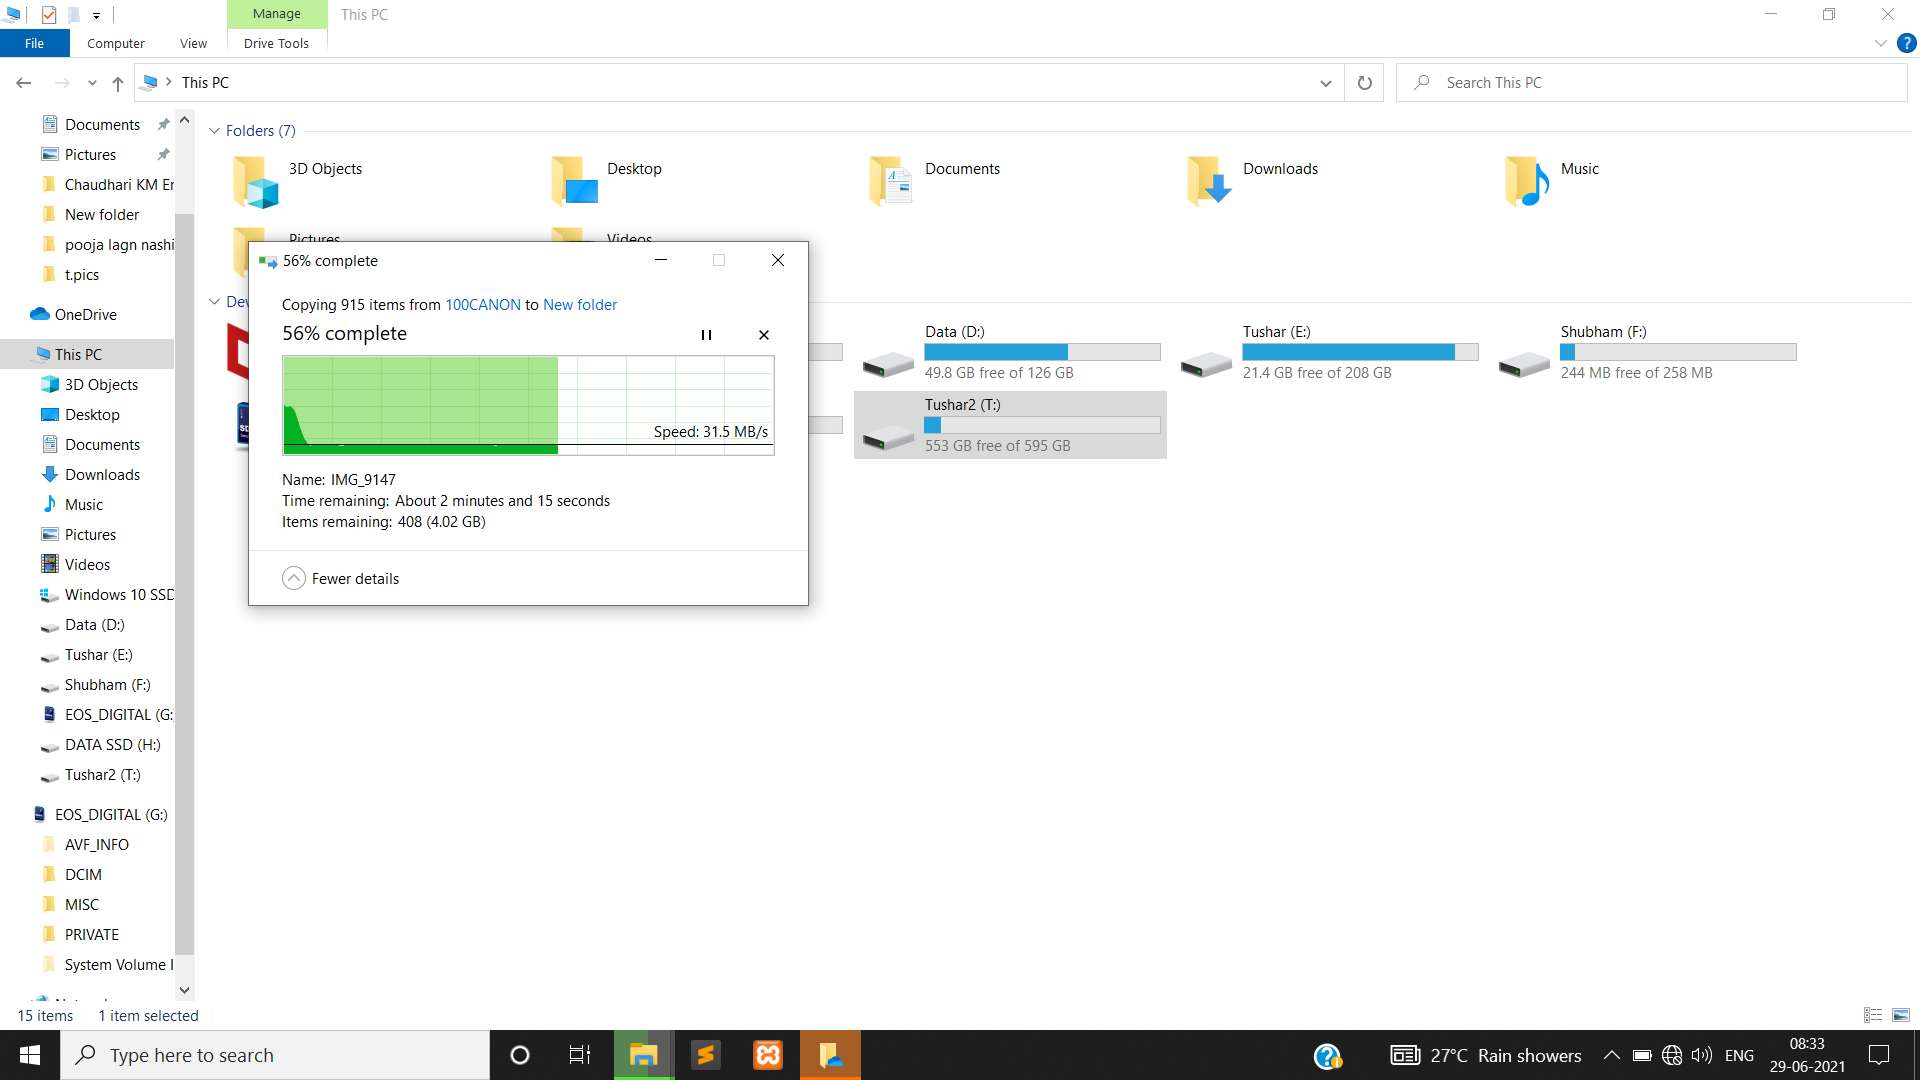 Manage
This PC
File
Computer
View
Drive Tools
This PC
Search This PC
Documents
Pictures
Chaudhari KM Er
New folder
pooja lagn nashi
t.pics
OneDrive
This PC
3D Objects
Desktop
Documents
Downloads
Music
Pictures
Videos
Windows 10 SSD
Data (D:)
Tushar (E:)
Shubham (F:)
EOS_DIGITAL (G:
DATA SSD (H:)
Tushar2 (T:)
EOS_DIGITAL (G:)
AVF_INFO
DCIM
MISC
PRIVATE
System Volume I
Folders (7)
3D Objects
Desktop
Documents
Downloads
Music
Pictures
Videos
Data (D:)
49.8 GB free of 126 GB
Tushar (E:)
21.4 GB free of 208 GB
Shubham (F:)
244 MB free of 258 MB
Tushar2 (T:)
553 GB free of 595 GB
56% complete
Copying 915 items from 100CANON to New folder
56% complete
Speed: 31.5 MB/s
Name: IMG_9147
Time remaining: About 2 minutes and 15 seconds
Items remaining: 408 (4.02 GB)
Fewer details
15 items
1 item selected
Type here to search
27°C Rain showers
ENG
08:33
29-06-2021